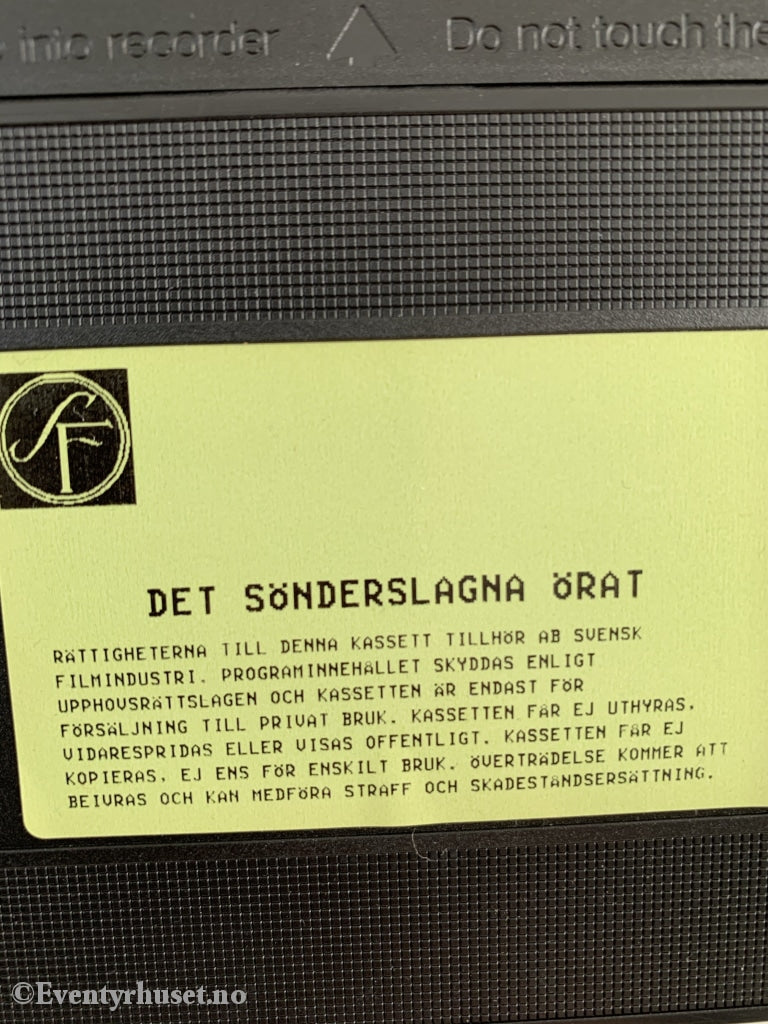 into recorder Do not touch the
SF
DET SÖNDERSLAGNA ÖRAT
RÄTTIGHETERNA TILL DENNA KASSETT TILLHÖR AB SVENSK
FILMINDUSTRI. PROGRAMINNEHÅLLET SKYDDAS ENLIGT
UPPHOVSRÄTTSLAGEN OCH KASSETTEN ÄR ENDAST FÖR
FÖRSÄLJNING TILL PRIVAT BRUK. KASSETTEN FÅR EJ UTHYRAS,
VIDARESPRIDAS ELLER VISAS OFFENTLIGT. KASSETTEN FÅR EJ
KOPIERAS, EJ ENS FÖR ENSKILT BRUK. ÖVERTRÄDELSE KOMMER ATT
BEIVRAS OCH KAN MEDFÖRA STRAFF OCH SKADESTÅNDSERSÄTTNING.
©Eventyrhuset.no